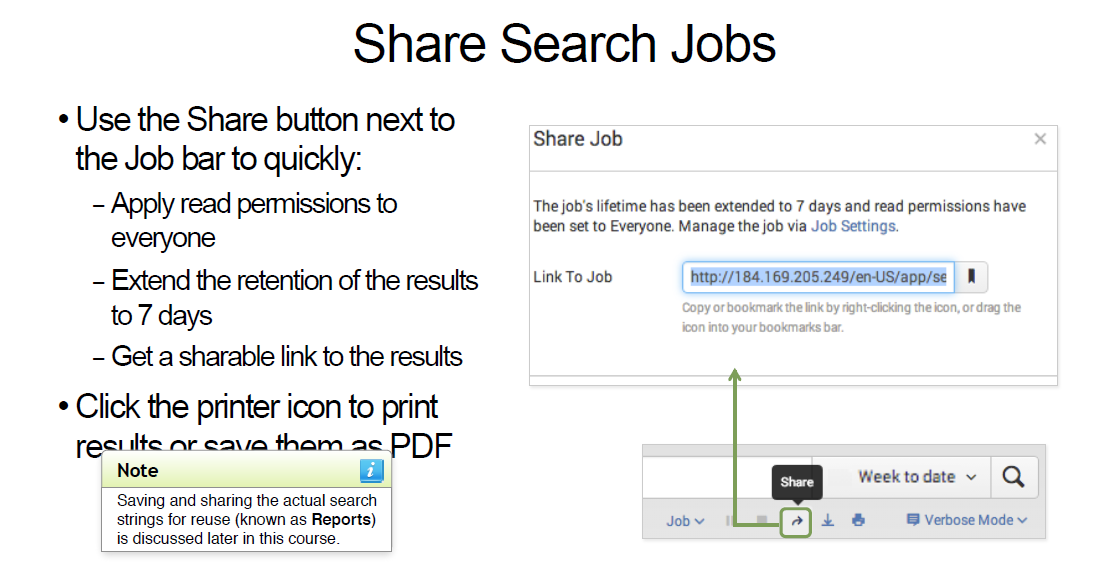 Share Search Jobs
• Use the Share button next to
the Job bar to quickly:
– Apply read permissions to
everyone
– Extend the retention of the results
to 7 days
– Get a sharable link to the results
• Click the printer icon to print
results or save them as PDF
Note
Saving and sharing the actual search
strings for reuse (known as Reports)
is discussed later in this course.
Share Job
The job's lifetime has been extended to 7 days and read permissions have
been set to Everyone. Manage the job via Job Settings.
Link To Job
http://184.169.205.249/en-US/app/se
Copy or bookmark the link by right-clicking the icon, or drag the
icon into your bookmarks bar.
Week to date
Share
Job
Verbose Mode